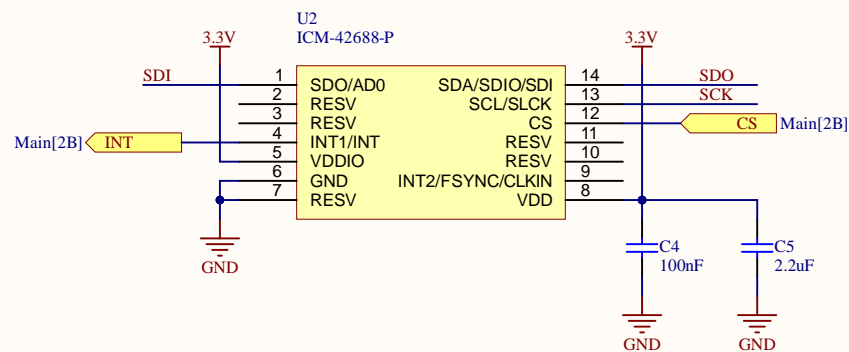 U2
ICM-42688-P
3.3V
3.3V
SDI
1
SDO/AD0
SDA/SDIO/SDI
14
SDO
2
RESV
SCL/SLCK
13
SCK
3
RESV
CS
12
CS
Main[2B]
Main[2B]
INT
4
INT1/INT
RESV
11
5
VDDIO
RESV
10
6
GND
INT2/FSYNC/CLKIN
9
7
RESV
VDD
8
GND
C4
100nF
C5
2.2uF
GND
GND